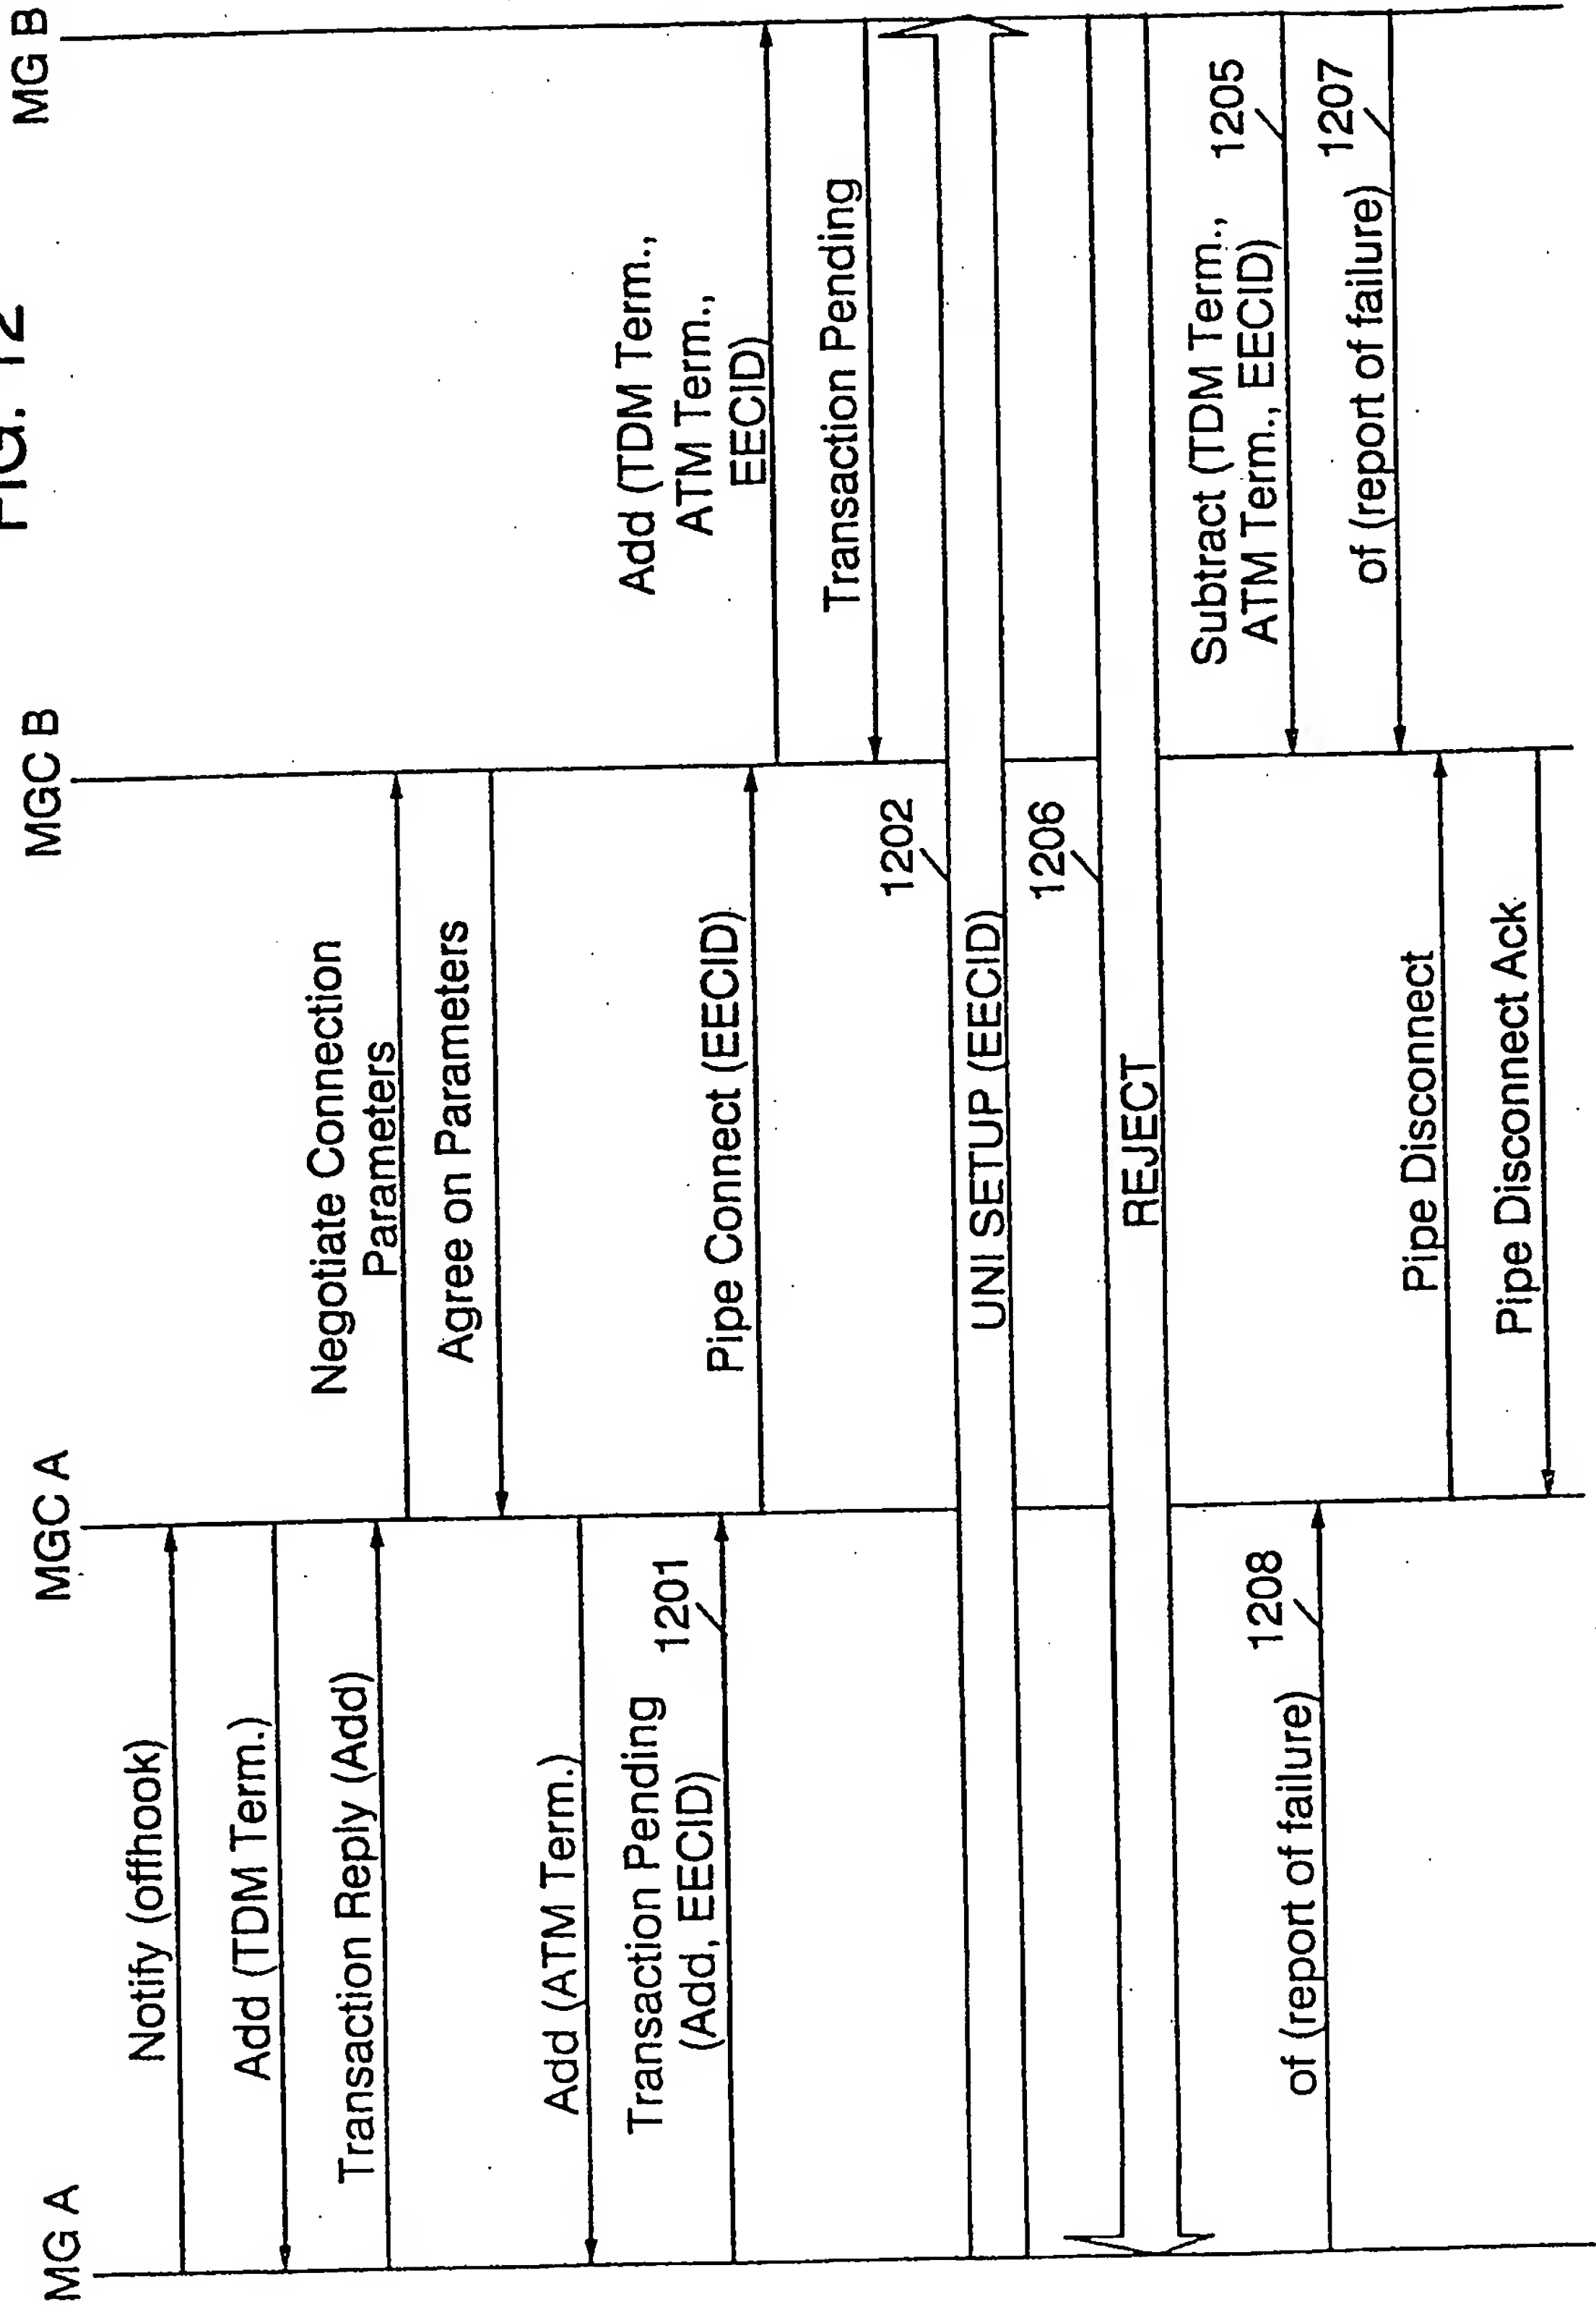 FIG. 12
MG A
MGC A
MGC B
MG B
Notify (offhook)
Add (TDM Term.)
Transaction Reply (Add)
Negotiate Connection
Parameters
Agree on Parameters
Add (ATM Term.)
Transaction Pending
(Add, EECID)
1201
Pipe Connect (EECID)
Add (TDM Term.,
ATM Term.,
EECID)
Transaction Pending
1202
UNI SETUP (EECID)
1206
REJECT
Subtract (TDM Term.,
ATM Term., EECID)
1205
of (report of failure)
1208
of (report of failure)
1207
Pipe Disconnect
Pipe Disconnect Ack